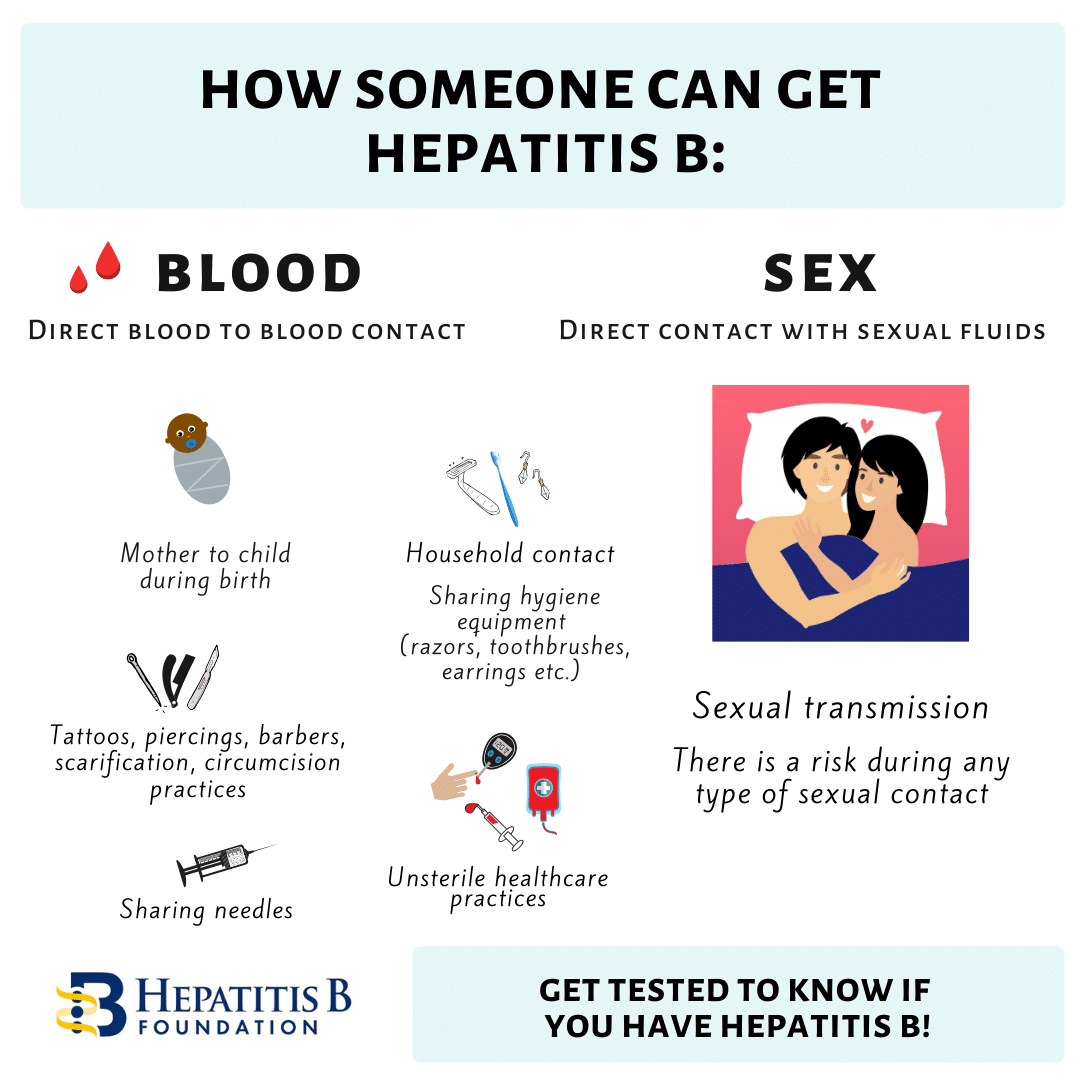 HOW SOMEONE CAN GET
HEPATITIS B:
BLOOD
DIRECT BLOOD TO BLOOD CONTACT
Mother to child
during birth
Household contact
Sharing hygiene
equipment
(razors, toothbrushes,
earrings etc.)
Tattoos, piercings, barbers,
scarification, circumcision
practices
Unsterile healthcare
practices
Sharing needles
SEX
DIRECT CONTACT WITH SEXUAL FLUIDS
Sexual transmission
There is a risk during any
type of sexual contact
HEPATITIS B
FOUNDATION
GET TESTED TO KNOW IF
YOU HAVE HEPATITIS B!